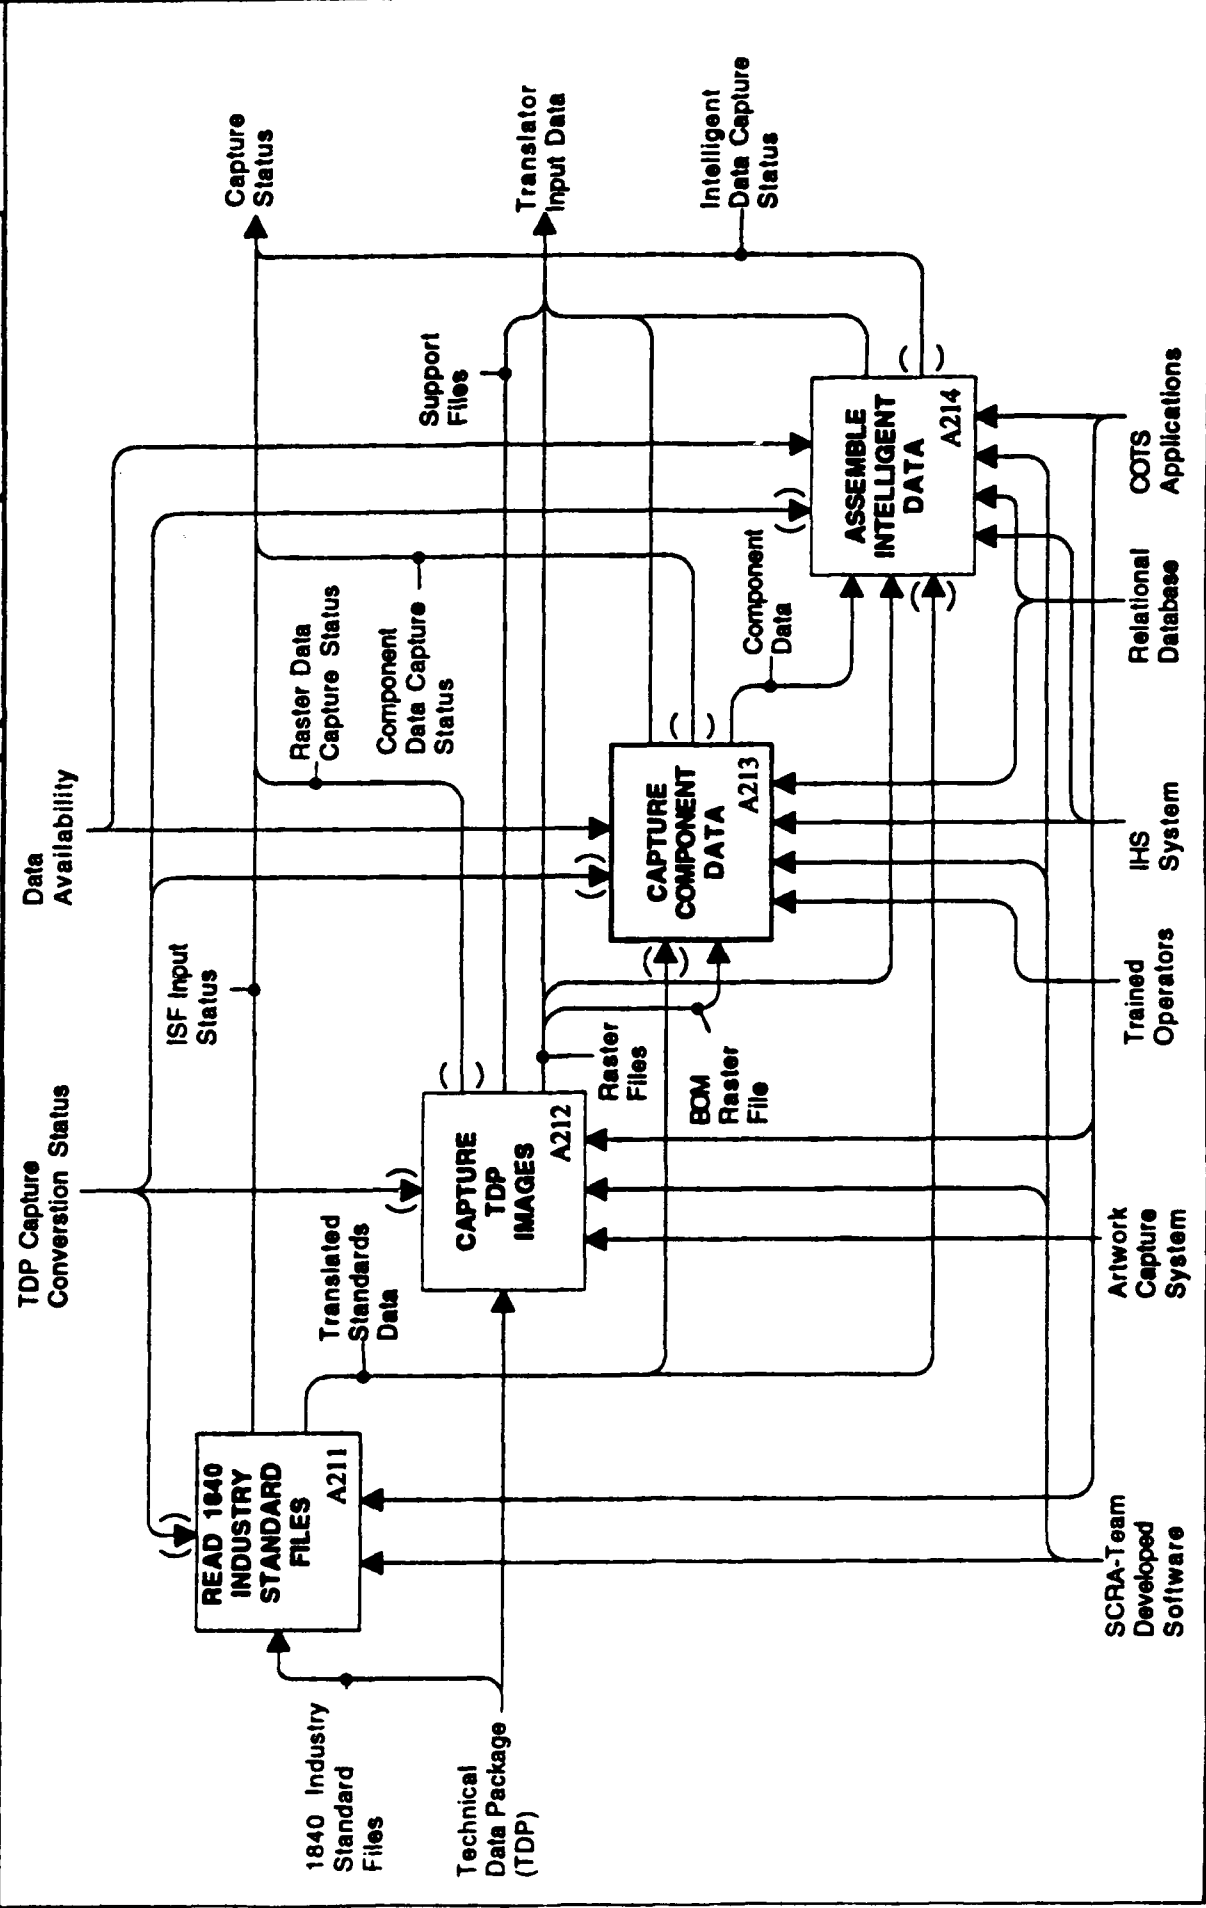 TDP Capture
Converstion Status
Data
Availability
ISF Input
Status
Raster Data
Capture Status
Component
Data Capture
Status
Capture
Status
Support
Files
Translator
Input Data
Intelligent
Data Capture
Status
READ 1840
INDUSTRY
STANDARD
FILES
A211
Translated
Standards
Data
1840 Industry
Standard
Files
Technical
Data Package
(TDP)
CAPTURE
TDP
IMAGES
A212
Raster
Files
BOM
Raster
File
CAPTURE
COMPONENT
DATA
A213
Component
Data
ASSEMBLE
INTELLIGENT
DATA
A214
SCRA-Team
Developed
Software
Artwork
Capture
System
Trained
Operators
IHS
System
Relational
Database
COTS
Applications